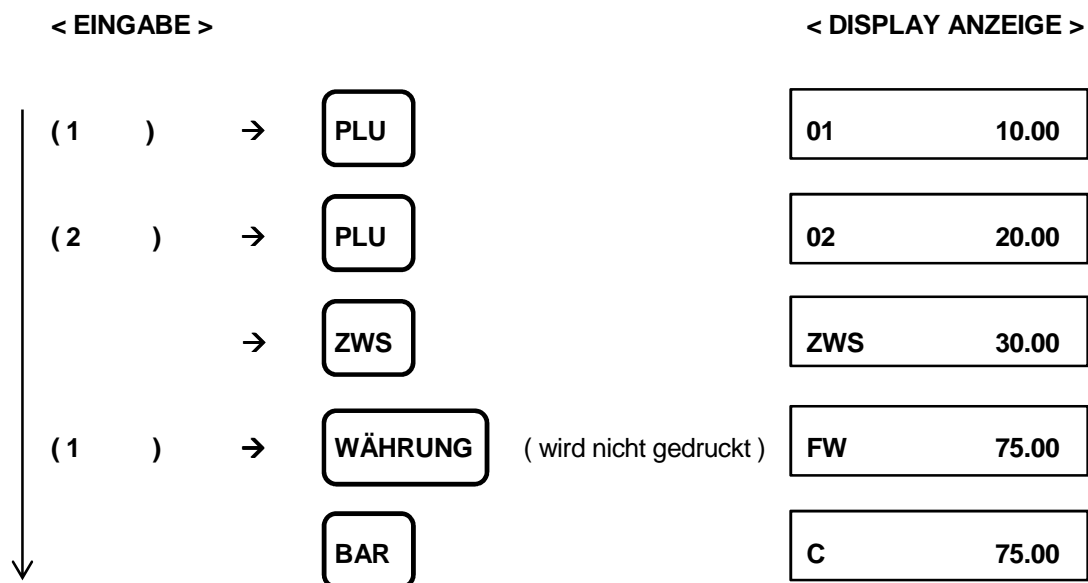 < EINGABE > < DISPLAY ANZEIGE >
( 1 ) → PLU 01 10.00
( 2 ) → PLU 02 20.00
→ ZWS ZWS 30.00
( 1 ) → WÄHRUNG ( wird nicht gedruckt ) FW 75.00
BAR C 75.00